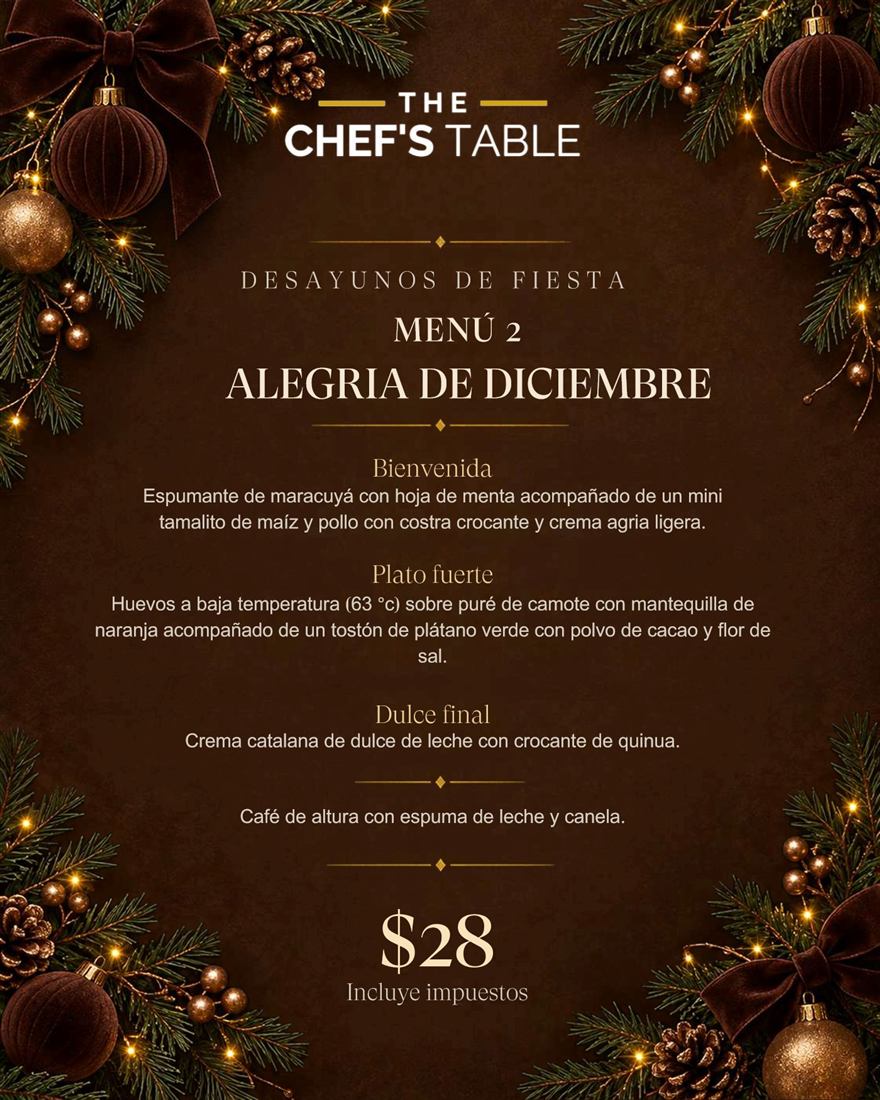 THE
CHEF'S TABLE
DESAYUNOS DE FIESTA
MENÚ 2
ALEGRIA DE DICIEMBRE
Bienvenida
Espumante de maracuyá con hoja de menta acompañado de un mini
tamalito de maíz y pollo con costra crocante y crema agria ligera.
Plato fuerte
Huevos a baja temperatura (63 °c) sobre puré de camote con mantequilla de
naranja acompañado de un tostón de plátano verde con polvo de cacao y flor de
sal.
Dulce final
Crema catalana de dulce de leche con crocante de quinua.
Café de altura con espuma de leche y canela.
$28
Incluye impuestos